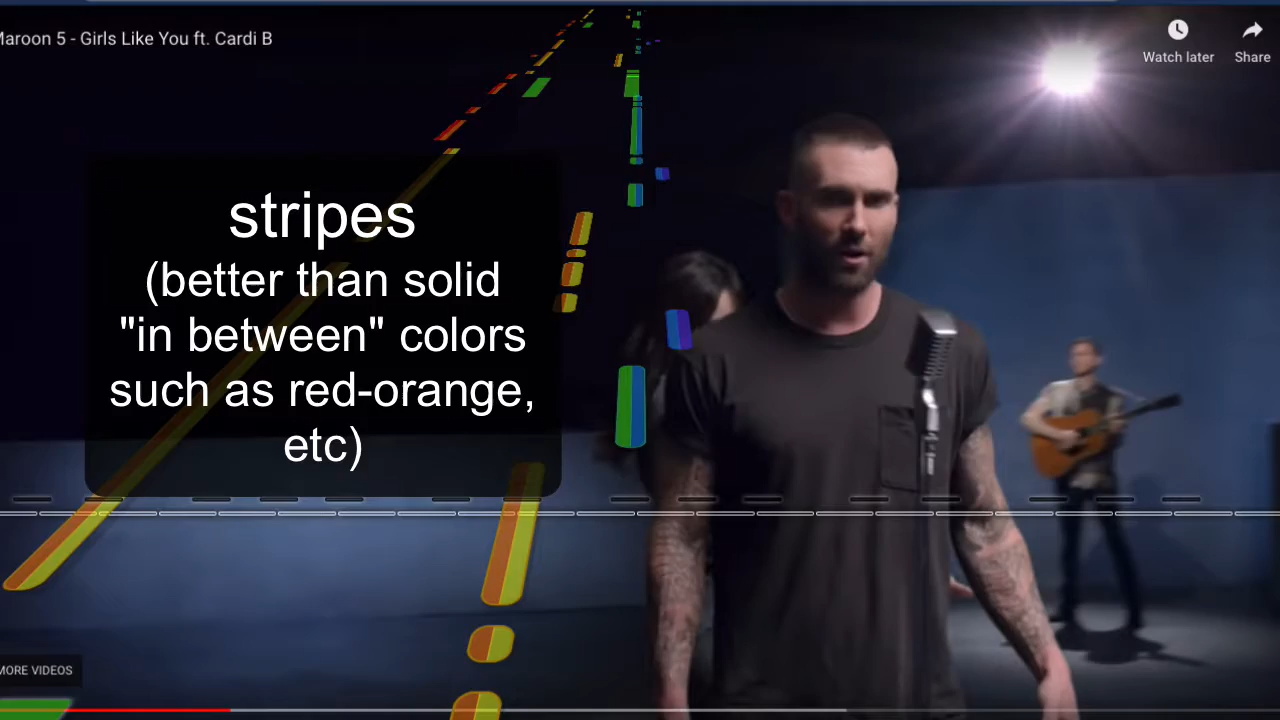 Maroon 5 - Girls Like You ft. Cardi B
Watch later
Share
stripes
(better than solid
"in between" colors
such as red-orange,
etc)
MORE VIDEOS